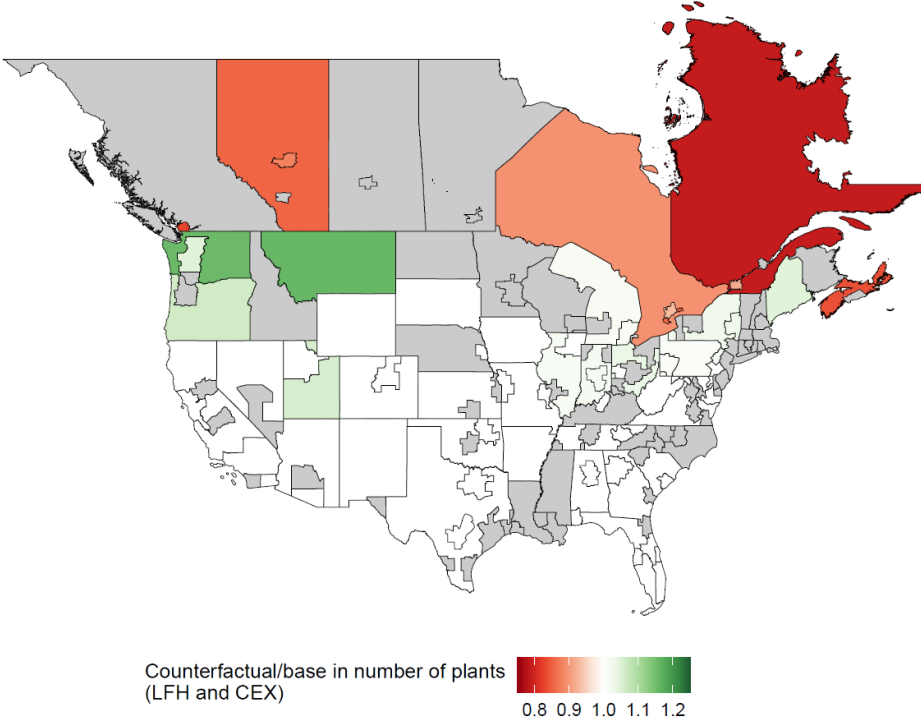 Counterfactual/base in number of plants
(LFH and CEX)
0.8 0.9 1.0 1.1 1.2